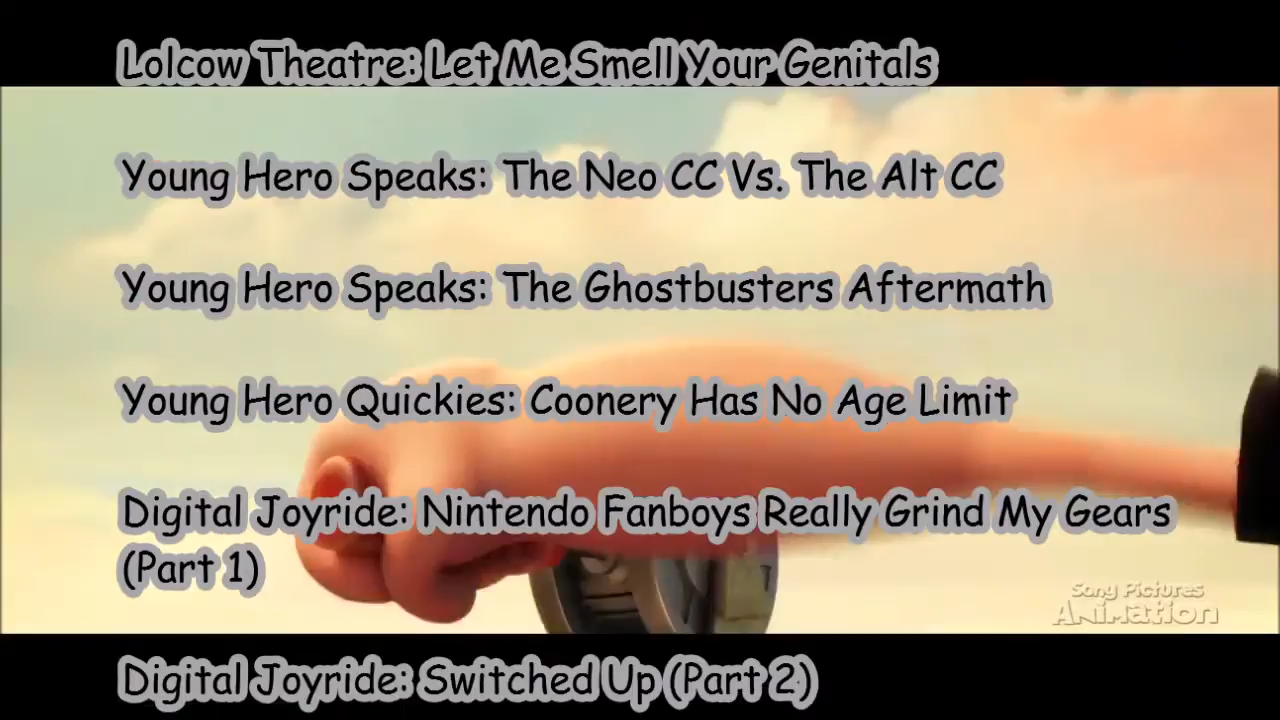 Lolcow Theatre: Let Me Smell Your Genitals
Young Hero Speaks: The Neo CC Vs. The Alt CC
Young Hero Speaks: The Ghostbusters Aftermath
Young Hero Quickies: Coonery Has No Age Limit
Digital Joyride: Nintendo Fanboys Really Grind My Gears
(Part 1)
Song Pictures
Animation
Digital Joyride: Switched Up (Part 2)